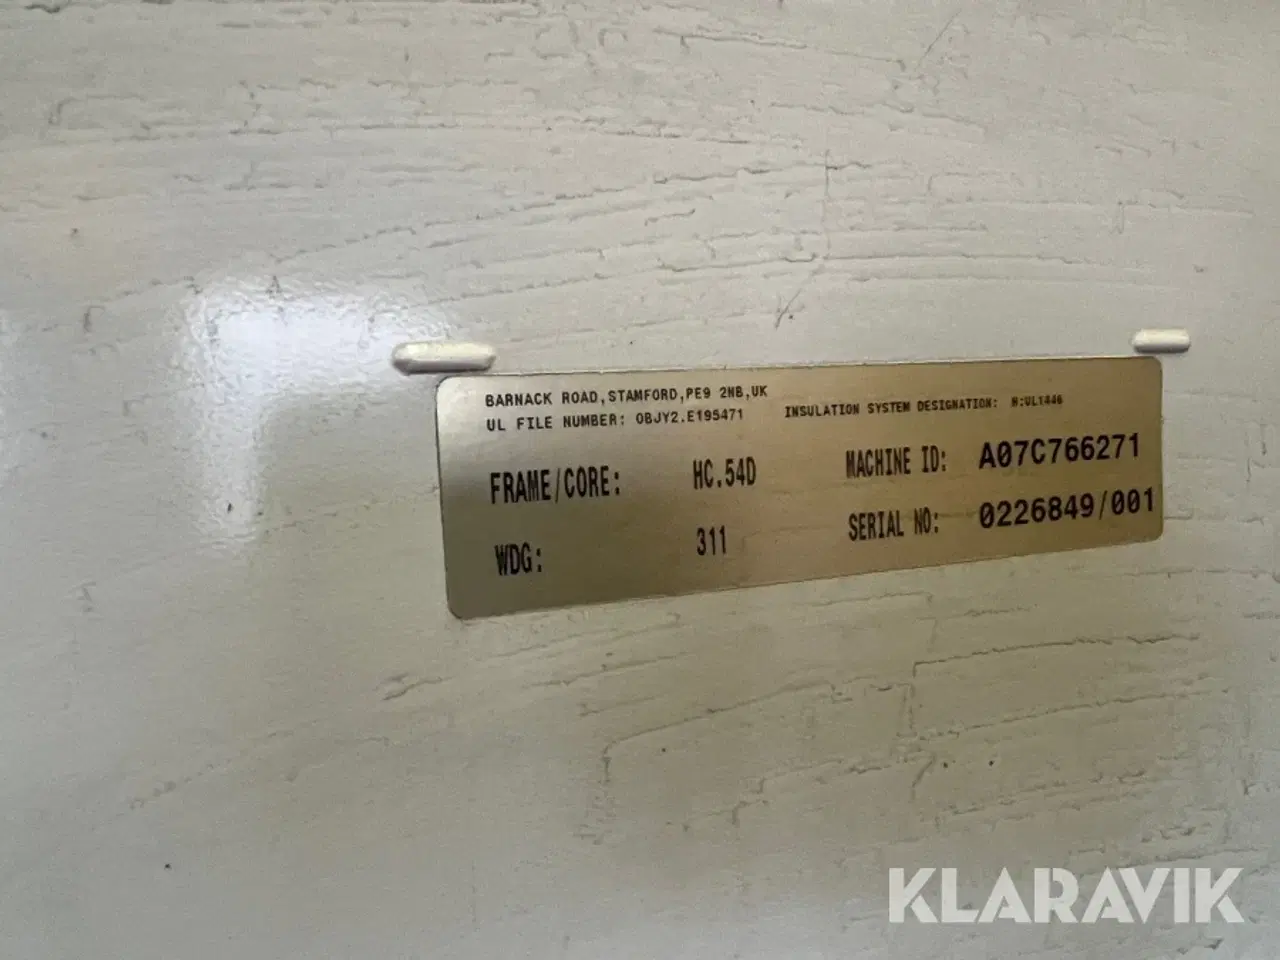 BARNACK ROAD,STAMFORD,PE9 2NB,UK
UL FILE NUMBER: OBJY2.E195471
INSULATION SYSTEM DESIGNATION: H:UL1446
FRAME/CORE: HC.54D
MACHINE ID: A07C766271
WDG: 311
SERIAL NO: 0226849/001
KLARAVIK